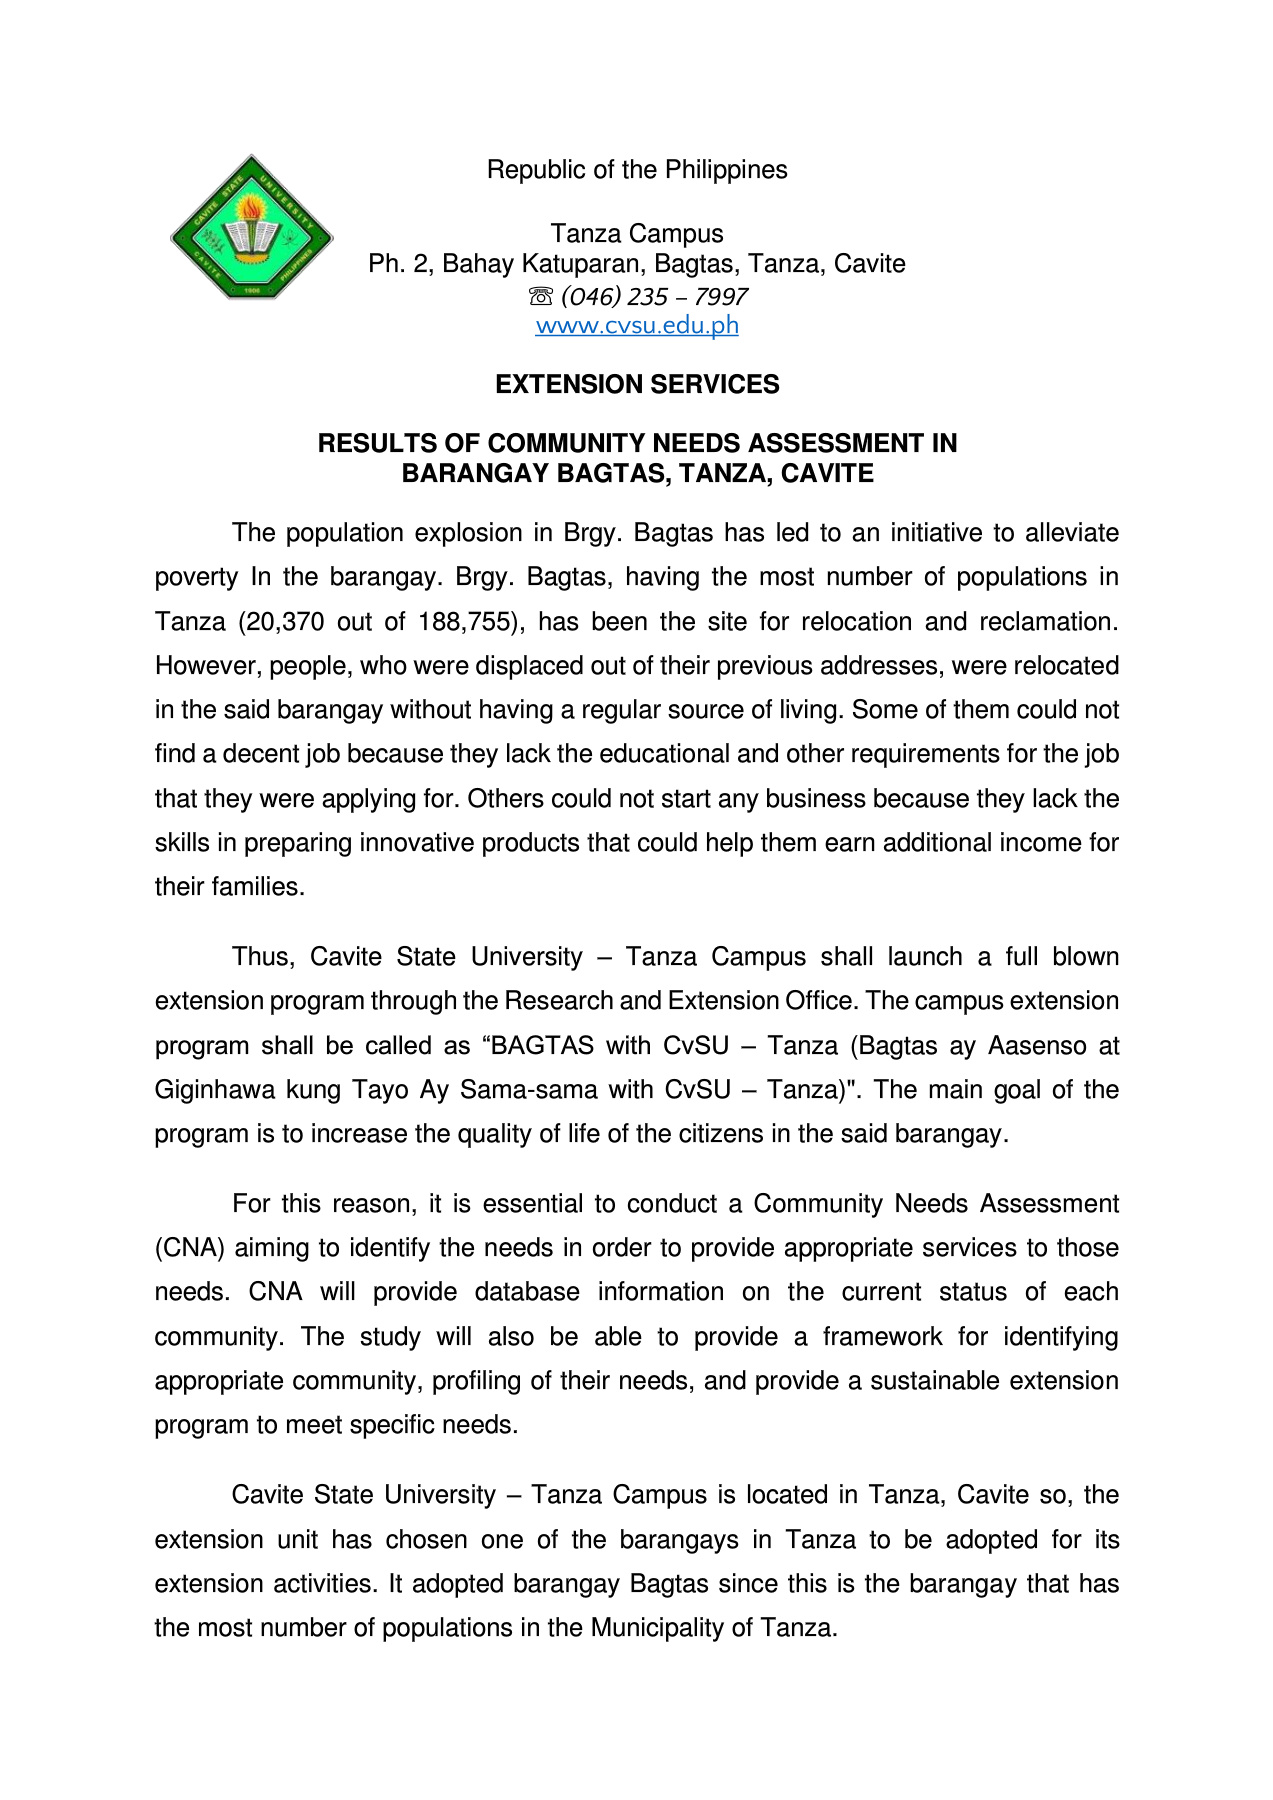 CAVITE STATE UNIVERSITY
CAVITE PHILIPPINES
1906
Republic of the Philippines
Tanza Campus
Ph. 2, Bahay Katuparan, Bagtas, Tanza, Cavite
☏ (046) 235 – 7997
www.cvsu.edu.ph
EXTENSION SERVICES
RESULTS OF COMMUNITY NEEDS ASSESSMENT IN
BARANGAY BAGTAS, TANZA, CAVITE
The population explosion in Brgy. Bagtas has led to an initiative to alleviate
poverty In the barangay. Brgy. Bagtas, having the most number of populations in
Tanza (20,370 out of 188,755), has been the site for relocation and reclamation.
However, people, who were displaced out of their previous addresses, were relocated
in the said barangay without having a regular source of living. Some of them could not
find a decent job because they lack the educational and other requirements for the job
that they were applying for. Others could not start any business because they lack the
skills in preparing innovative products that could help them earn additional income for
their families.
Thus, Cavite State University – Tanza Campus shall launch a full blown
extension program through the Research and Extension Office. The campus extension
program shall be called as “BAGTAS with CvSU – Tanza (Bagtas ay Aasenso at
Giginhawa kung Tayo Ay Sama-sama with CvSU – Tanza)". The main goal of the
program is to increase the quality of life of the citizens in the said barangay.
For this reason, it is essential to conduct a Community Needs Assessment
(CNA) aiming to identify the needs in order to provide appropriate services to those
needs. CNA will provide database information on the current status of each
community. The study will also be able to provide a framework for identifying
appropriate community, profiling of their needs, and provide a sustainable extension
program to meet specific needs.
Cavite State University – Tanza Campus is located in Tanza, Cavite so, the
extension unit has chosen one of the barangays in Tanza to be adopted for its
extension activities. It adopted barangay Bagtas since this is the barangay that has
the most number of populations in the Municipality of Tanza.